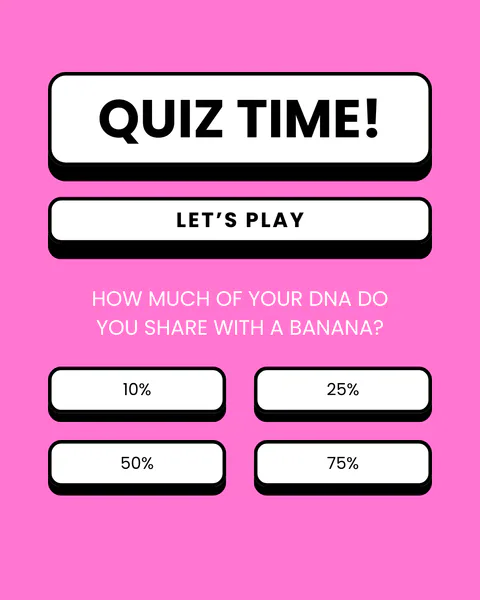 QUIZ TIME!
LET’S PLAY
HOW MUCH OF YOUR DNA DO
YOU SHARE WITH A BANANA?
10%
25%
50%
75%